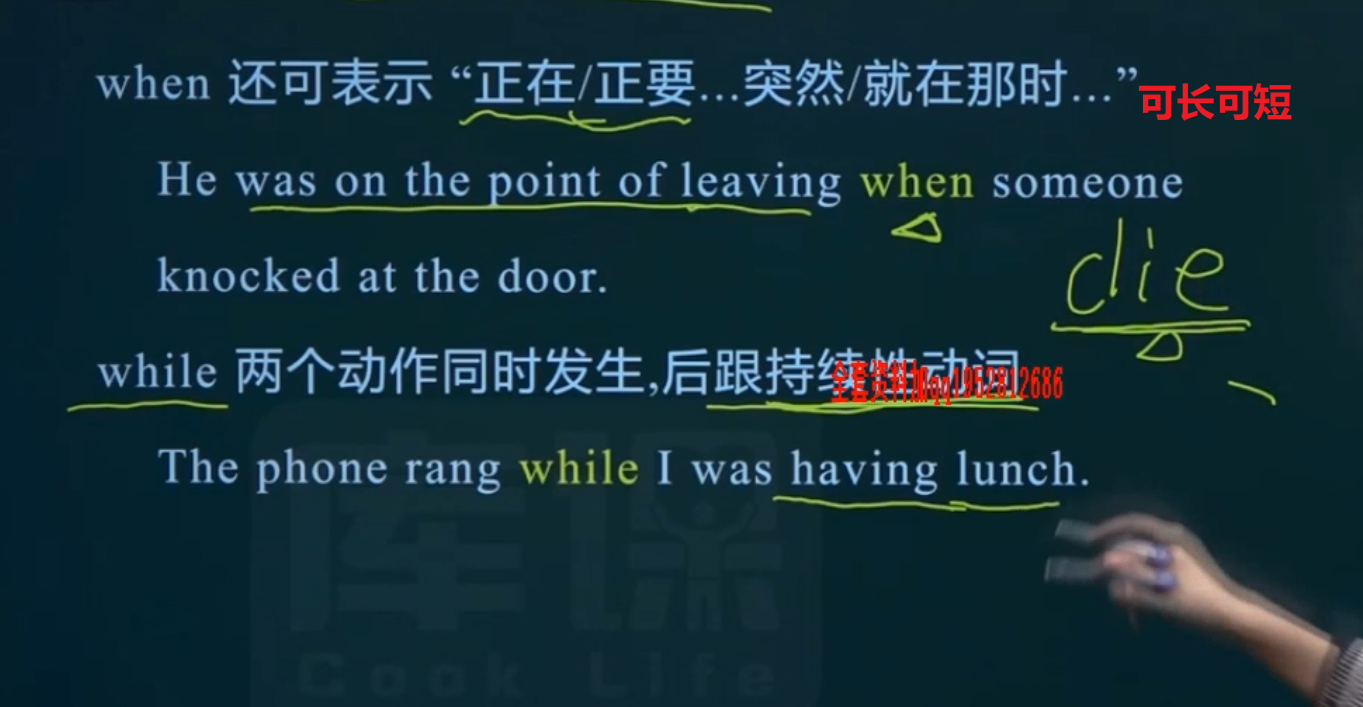 when 还可表示 “正在/正要…突然/就在那时…”
可长可短
He was on the point of leaving when someone
knocked at the door.
die
while 两个动作同时发生,后跟持续性动词
全套资料加qq1952812686
The phone rang while I was having lunch.
库课
Cook Life